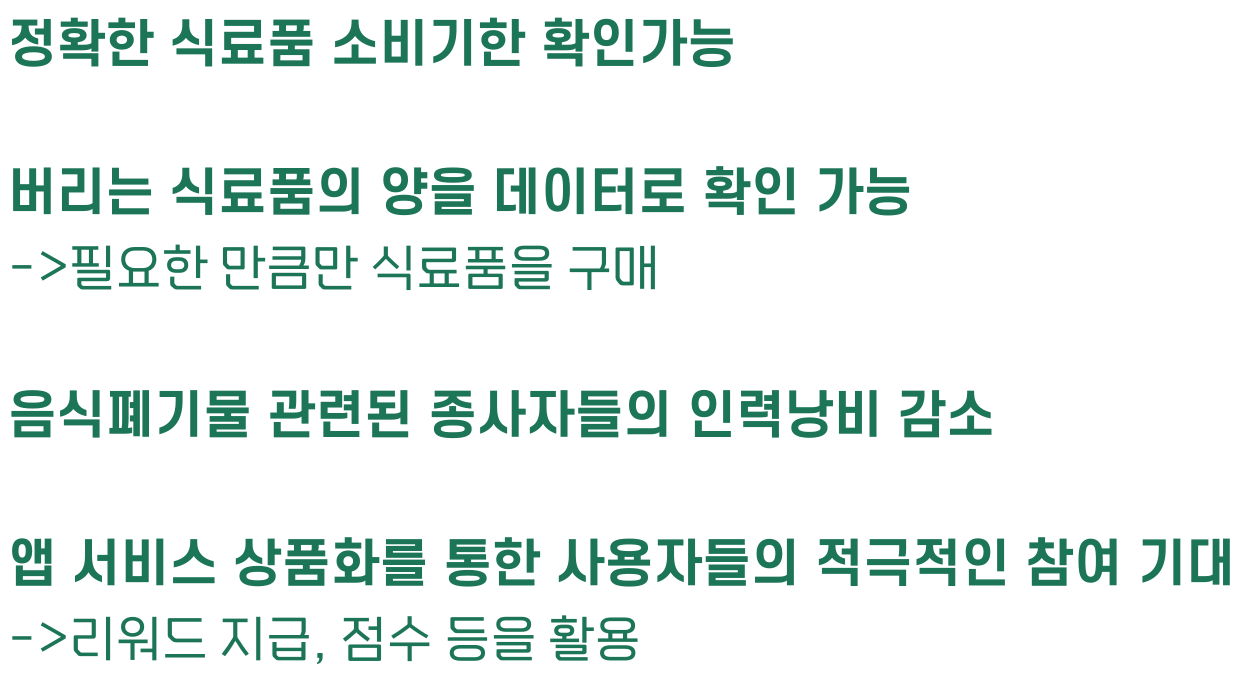 정확한 식료품 소비기한 확인가능
버리는 식료품의 양을 데이터로 확인 가능
->필요한 만큼만 식료품을 구매
음식폐기물 관련된 종사자들의 인력낭비 감소
앱 서비스 상품화를 통한 사용자들의 적극적인 참여 기대
->리워드 지급, 점수 등을 활용